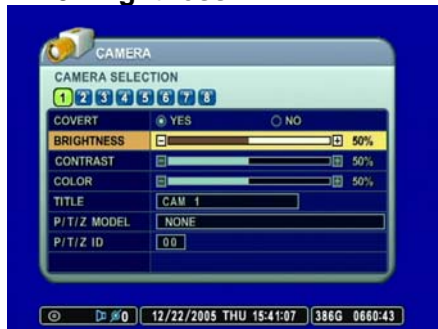 CAMERA
CAMERA SELECTION
1 2 3 4 5 6 7 8
COVERT YES NO
BRIGHTNESS 50%
CONTRAST 50%
COLOR 50%
TITLE CAM 1
P/T/Z MODEL NONE
P/T/Z ID 00
0 12/22/2005 THU 15:41:07 386G 0660:43